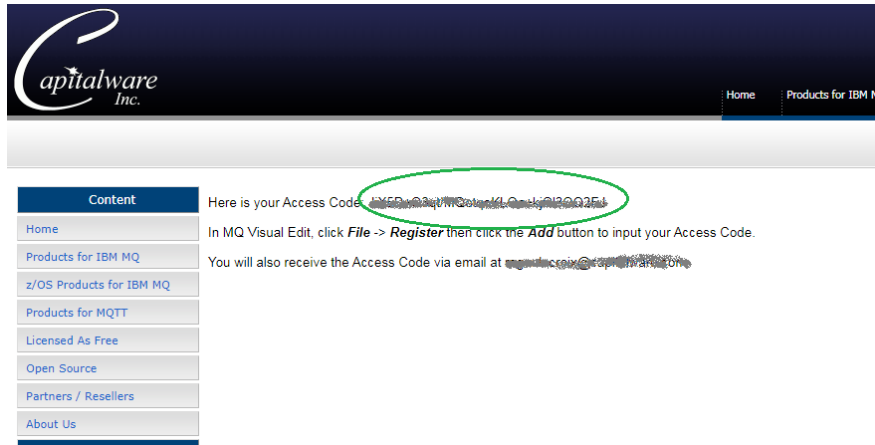 Capitalware
Inc.
Home
Products for IBM
Content
Home
Products for IBM MQ
z/OS Products for IBM MQ
Products for MQTT
Licensed As Free
Open Source
Partners / Resellers
About Us
Here is your Access Code:
In MQ Visual Edit, click File -> Register then click the Add button to input your Access Code.
You will also receive the Access Code via email at